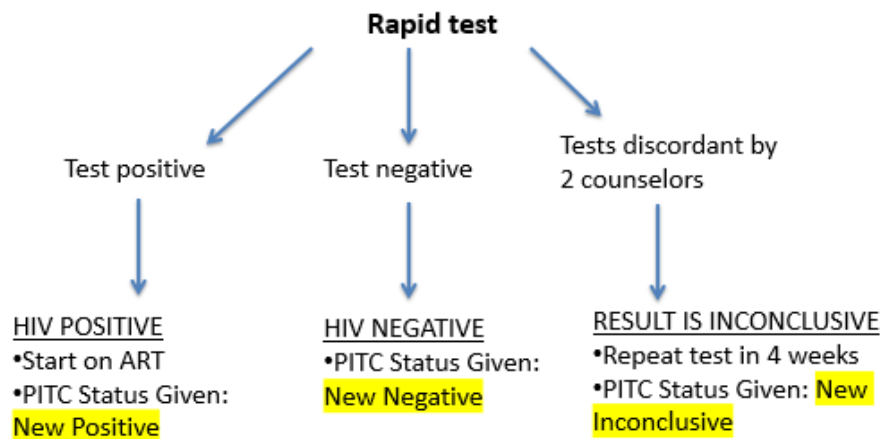 Rapid test
Test positive
Test negative
Tests discordant by
2 counselors
HIV POSITIVE
•Start on ART
•PITC Status Given:
New Positive
HIV NEGATIVE
•PITC Status Given:
New Negative
RESULT IS INCONCLUSIVE
•Repeat test in 4 weeks
•PITC Status Given: New
Inconclusive